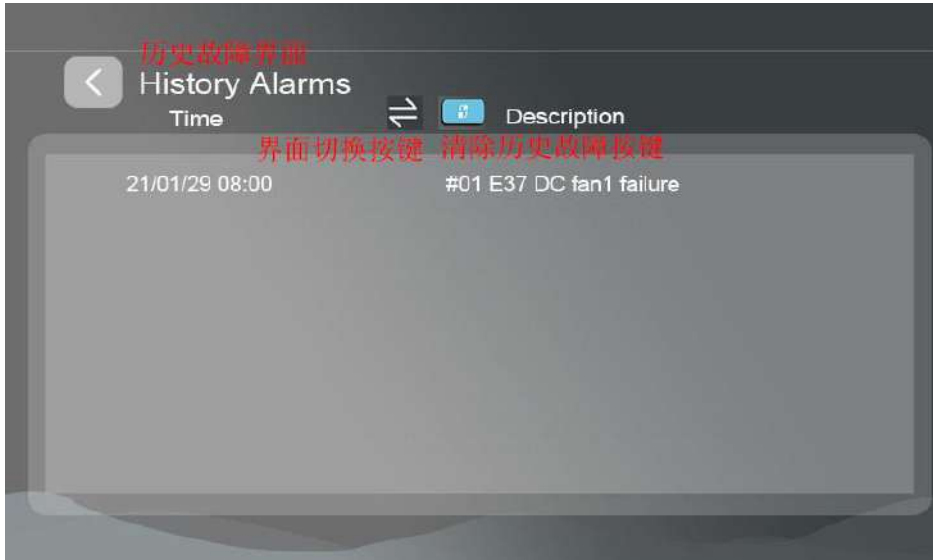 历史故障界面
History Alarms
Time
Description
界面切换按键
清除历史故障按键
21/01/29 08:00
#01 E37 DC fan1 failure